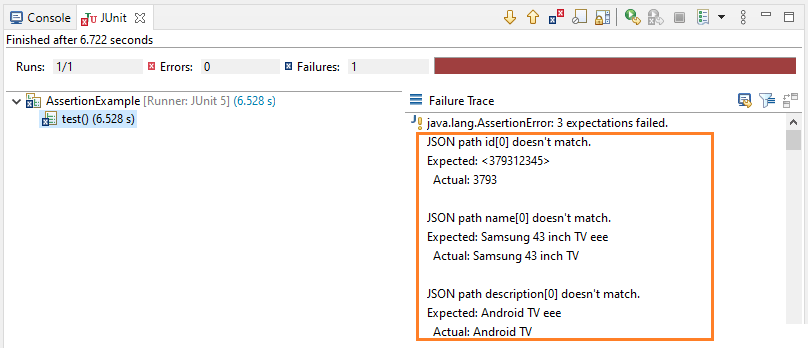 Console JUnit
Finished after 6.722 seconds
Runs: 1/1 Errors: 0 Failures: 1
AssertionExample [Runner: JUnit 5] (6.528 s)
test() (6.528 s)
Failure Trace
java.lang.AssertionError: 3 expectations failed.
JSON path id[0] doesn't match.
Expected: <379312345>
Actual: 3793
JSON path name[0] doesn't match.
Expected: Samsung 43 inch TV eee
Actual: Samsung 43 inch TV
JSON path description[0] doesn't match.
Expected: Android TV eee
Actual: Android TV